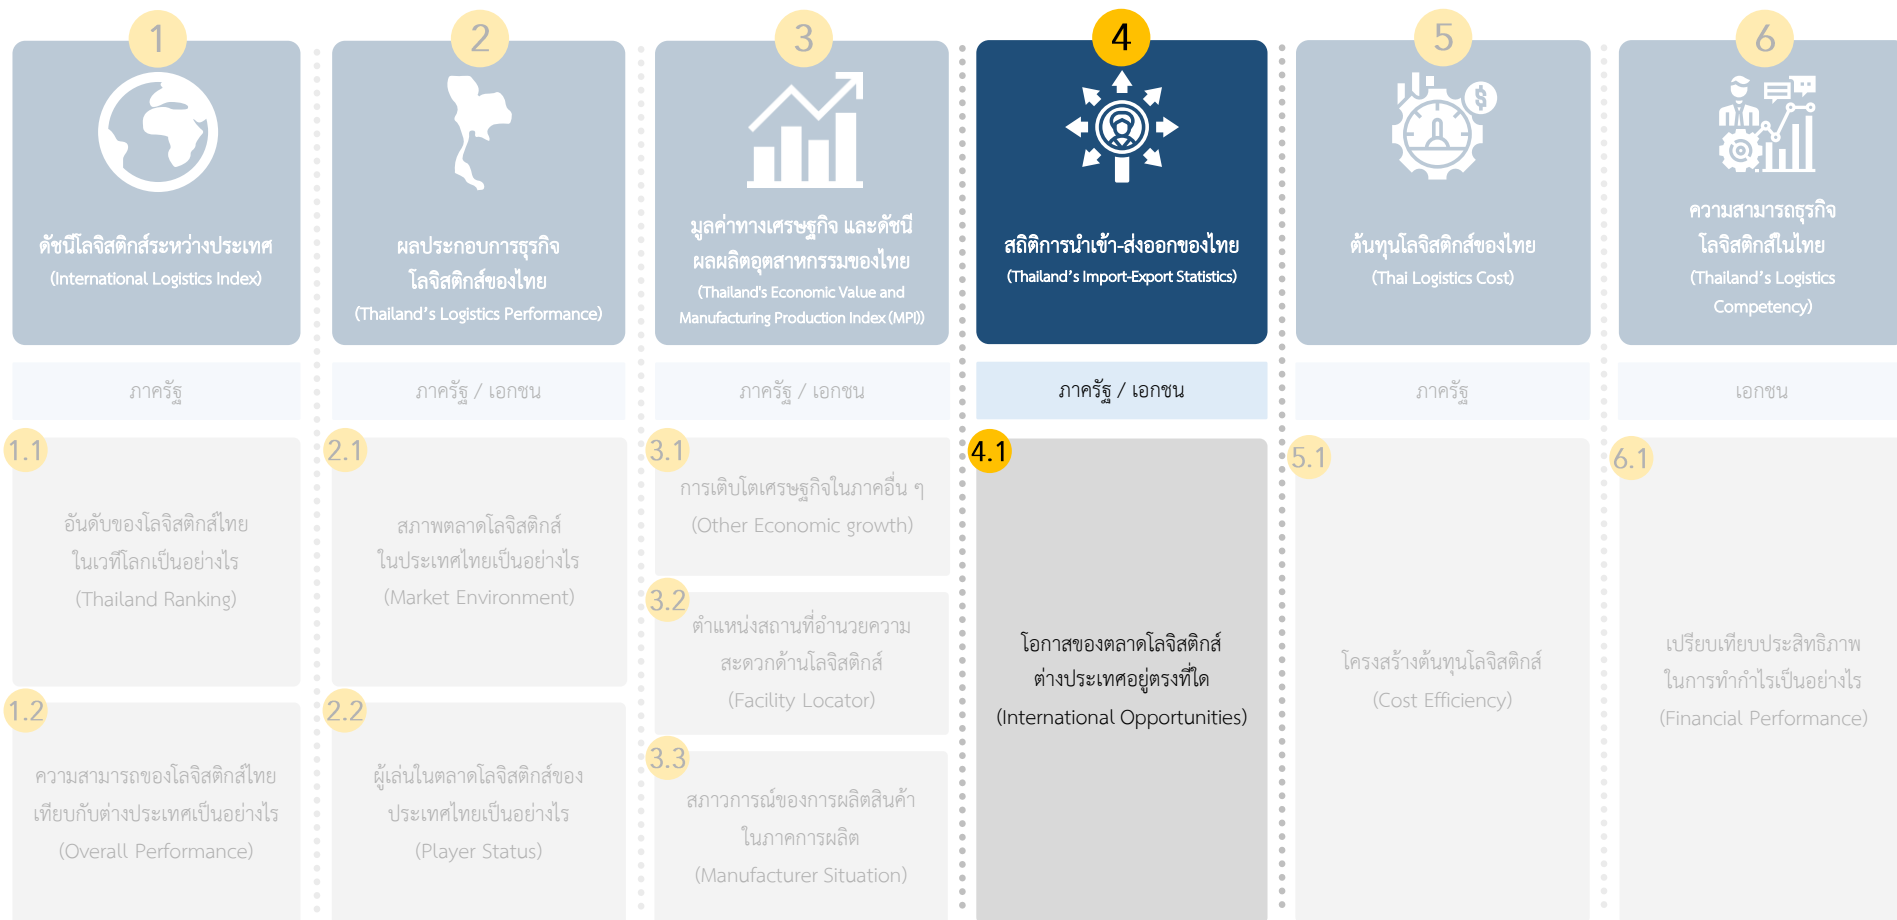 1
ดัชนีโลจิสติกส์ระหว่างประเทศ
(International Logistics Index)
ภาครัฐ
1.1
อันดับของโลจิสติกส์ไทย
ในเวทีโลกเป็นอย่างไร
(Thailand Ranking)
1.2
ความสามารถของโลจิสติกส์ไทย
เทียบกับต่างประเทศเป็นอย่างไร
(Overall Performance)
2
ผลประกอบการธุรกิจ
โลจิสติกส์ของไทย
(Thailand's Logistics Performance)
ภาครัฐ / เอกชน
2.1
สภาพตลาดโลจิสติกส์
ในประเทศไทยเป็นอย่างไร
(Market Environment)
2.2
ผู้เล่นในตลาดโลจิสติกส์ของ
ประเทศไทยเป็นอย่างไร
(Player Status)
3
มูลค่าทางเศรษฐกิจ และดัชนี
ผลผลิตอุตสาหกรรมของไทย
(Thailand's Economic Value and
Manufacturing Production Index (MPI))
ภาครัฐ / เอกชน
3.1
การเติบโตเศรษฐกิจในภาคอื่น ๆ
(Other Economic growth)
3.2
ตำแหน่งสถานที่อำนวยความ
สะดวกด้านโลจิสติกส์
(Facility Locator)
3.3
สภาวการณ์ของการผลิตสินค้า
ในภาคการผลิต
(Manufacturer Situation)
4
สถิติการนำเข้า-ส่งออกของไทย
(Thailand's Import-Export Statistics)
ภาครัฐ / เอกชน
4.1
โอกาสของตลาดโลจิสติกส์
ต่างประเทศอยู่ตรงที่ใด
(International Opportunities)
5
$
ต้นทุนโลจิสติกส์ของไทย
(Thai Logistics Cost)
ภาครัฐ
5.1
โครงสร้างต้นทุนโลจิสติกส์
(Cost Efficiency)
6
ความสามารถธุรกิจ
โลจิสติกส์ในไทย
(Thailand's Logistics
Competency)
เอกชน
6.1
เปรียบเทียบประสิทธิภาพ
ในการทำกำไรเป็นอย่างไร
(Financial Performance)